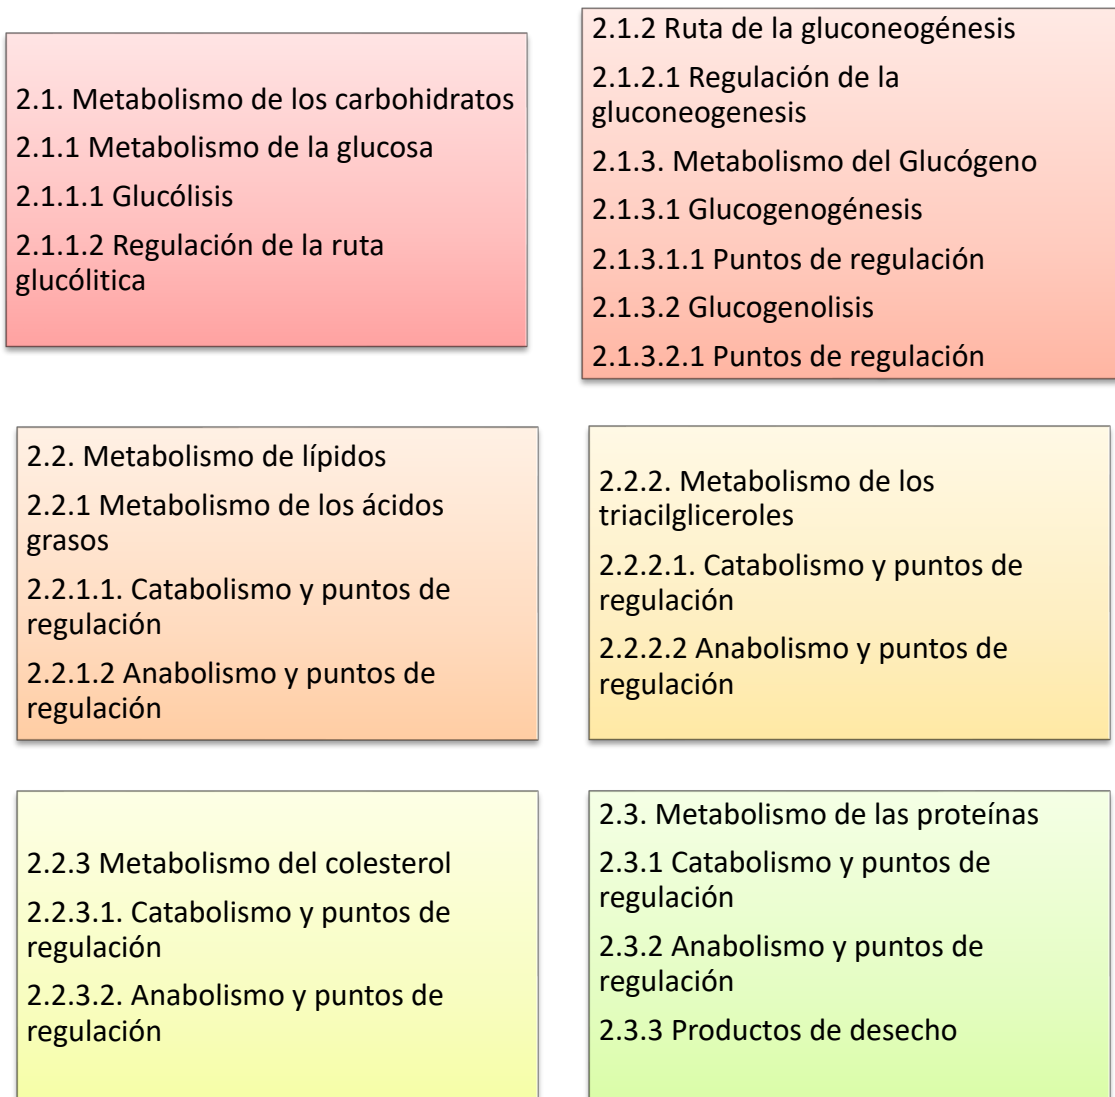 2.1. Metabolismo de los carbohidratos
2.1.1 Metabolismo de la glucosa
2.1.1.1 Glucólisis
2.1.1.2 Regulación de la ruta
glucólitica
2.1.2 Ruta de la gluconeogénesis
2.1.2.1 Regulación de la
gluconeogenesis
2.1.3. Metabolismo del Glucógeno
2.1.3.1 Glucogenogénesis
2.1.3.1.1 Puntos de regulación
2.1.3.2 Glucogenolisis
2.1.3.2.1 Puntos de regulación
2.2. Metabolismo de lípidos
2.2.1 Metabolismo de los ácidos
grasos
2.2.1.1. Catabolismo y puntos de
regulación
2.2.1.2 Anabolismo y puntos de
regulación
2.2.2. Metabolismo de los
triacilgliceroles
2.2.2.1. Catabolismo y puntos de
regulación
2.2.2.2 Anabolismo y puntos de
regulación
2.2.3 Metabolismo del colesterol
2.2.3.1. Catabolismo y puntos de
regulación
2.2.3.2. Anabolismo y puntos de
regulación
2.3. Metabolismo de las proteínas
2.3.1 Catabolismo y puntos de
regulación
2.3.2 Anabolismo y puntos de
regulación
2.3.3 Productos de desecho